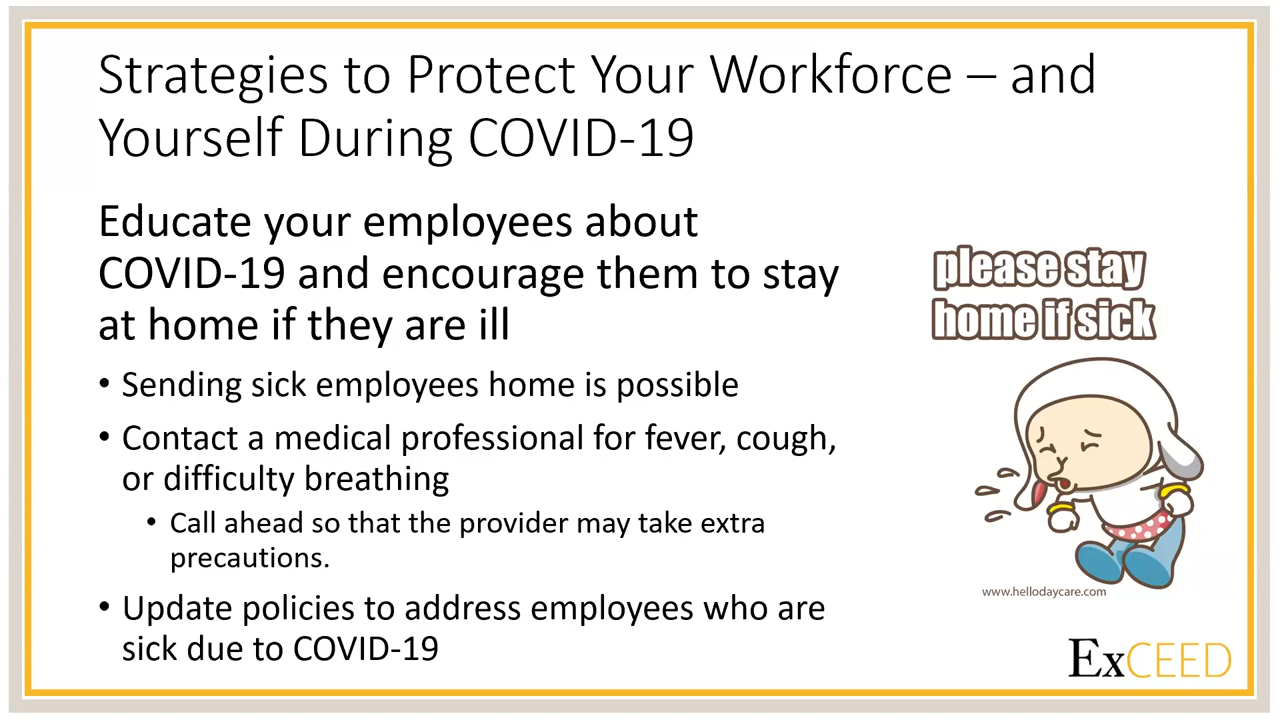 Strategies to Protect Your Workforce – and
Yourself During COVID-19
Educate your employees about
COVID-19 and encourage them to stay
at home if they are ill
• Sending sick employees home is possible
• Contact a medical professional for fever, cough,
or difficulty breathing
• Call ahead so that the provider may take extra
precautions.
• Update policies to address employees who are
sick due to COVID-19
please stay
home if sick
www.hellodaycare.com
ExCEED